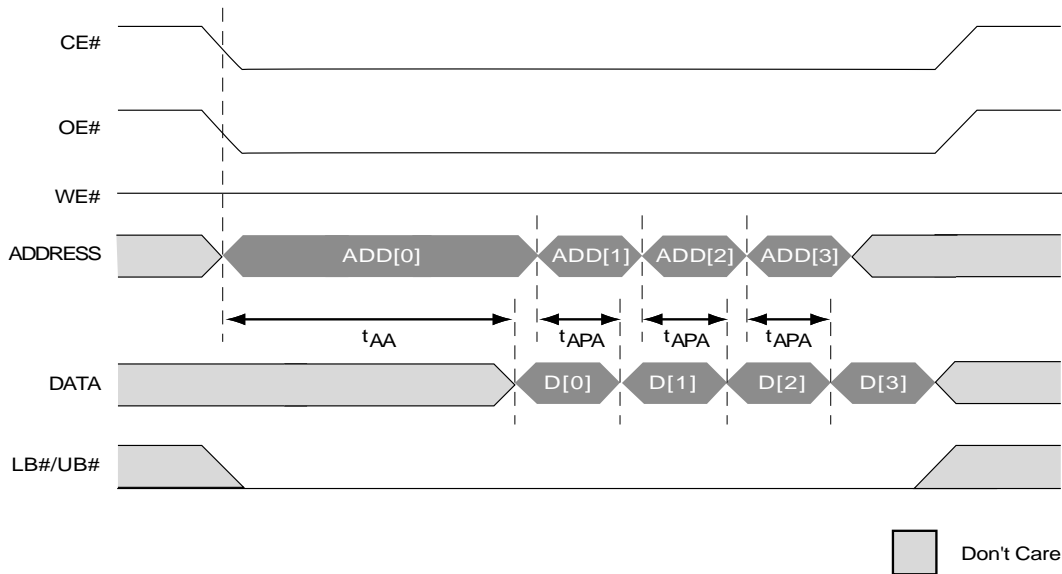 CE#
OE#
WE#
ADDRESS
ADD[0] ADD[1] ADD[2] ADD[3]
tAA tAPA tAPA tAPA
DATA
D[0] D[1] D[2] D[3]
LB#/UB#
Don't Care